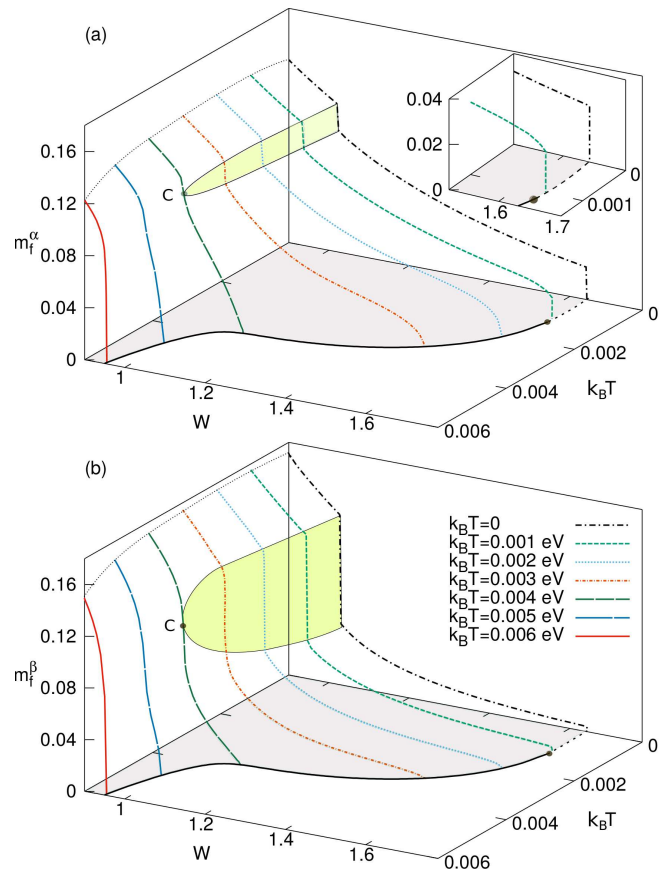 (a)
0.16
0.12
0.08
0.04
0
m_f^α
C
1
1.2
1.4
1.6
W
0.006
0.004
0.002
0
k_BT
0.04
0.02
0
1.6
1.7
0.001
0
(b)
0.16
0.12
0.08
0.04
0
m_f^β
C
k_BT=0
k_BT=0.001 eV
k_BT=0.002 eV
k_BT=0.003 eV
k_BT=0.004 eV
k_BT=0.005 eV
k_BT=0.006 eV
1
1.2
1.4
1.6
W
0.006
0.004
0.002
0
k_BT